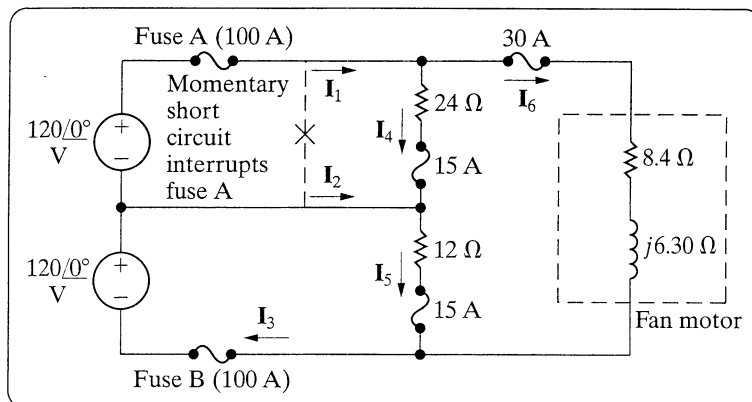 Fuse A (100 A)
30 A
Momentary
short
circuit
interrupts
fuse A
I₁
I₆
24 Ω
I₄
15 A
120/0°
V
+
−
8.4 Ω
I₂
12 Ω
j6.30 Ω
120/0°
V
+
−
I₅
15 A
I₃
Fan motor
Fuse B (100 A)